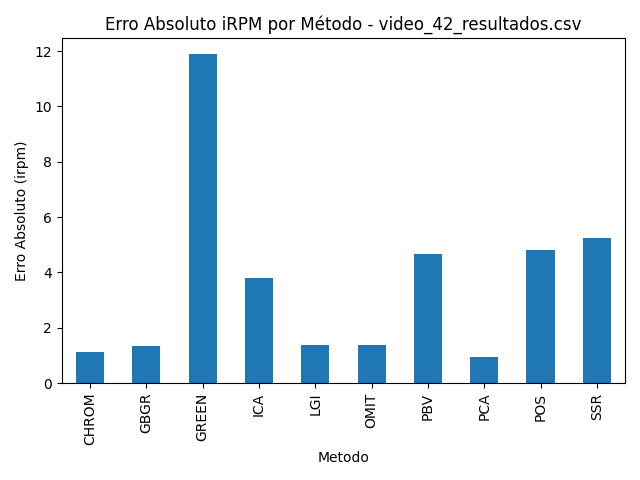 Erro Absoluto iRPM por Método - video_42_resultados.csv
12
10
8
6
4
2
0
Erro Absoluto (irpm)
CHROM
GBGR
GREEN
ICA
LGI
OMIT
PBV
PCA
POS
SSR
Metodo